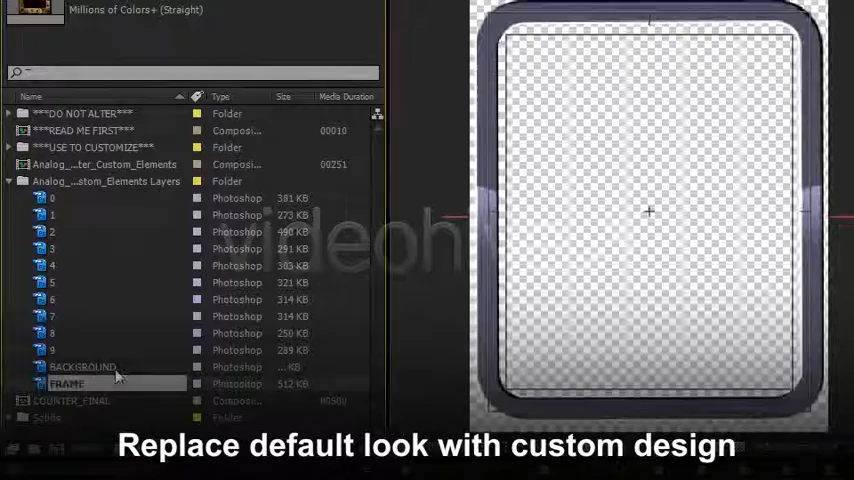 Millions of Colors+ (Straight)
Name Type Size Media Duration
***DO NOT ALTER*** Folder
***READ ME FIRST*** Composi... 00010
***USE TO CUSTOMIZE*** Folder
Analog_...ter_Custom_Elements Composi... 00251
Analog_...stom_Elements Layers Folder
0 Photoshop 381 KB
1 Photoshop 273 KB
2 Photoshop 490 KB
3 Photoshop 291 KB
4 Photoshop 303 KB
5 Photoshop 321 KB
6 Photoshop 314 KB
7 Photoshop 314 KB
8 Photoshop 250 KB
9 Photoshop 289 KB
BACKGROUND Photoshop ... KB
FRAME Photoshop 512 KB
COUNTER_FINAL Composi...
Solids Folder
videoh
Replace default look with custom design